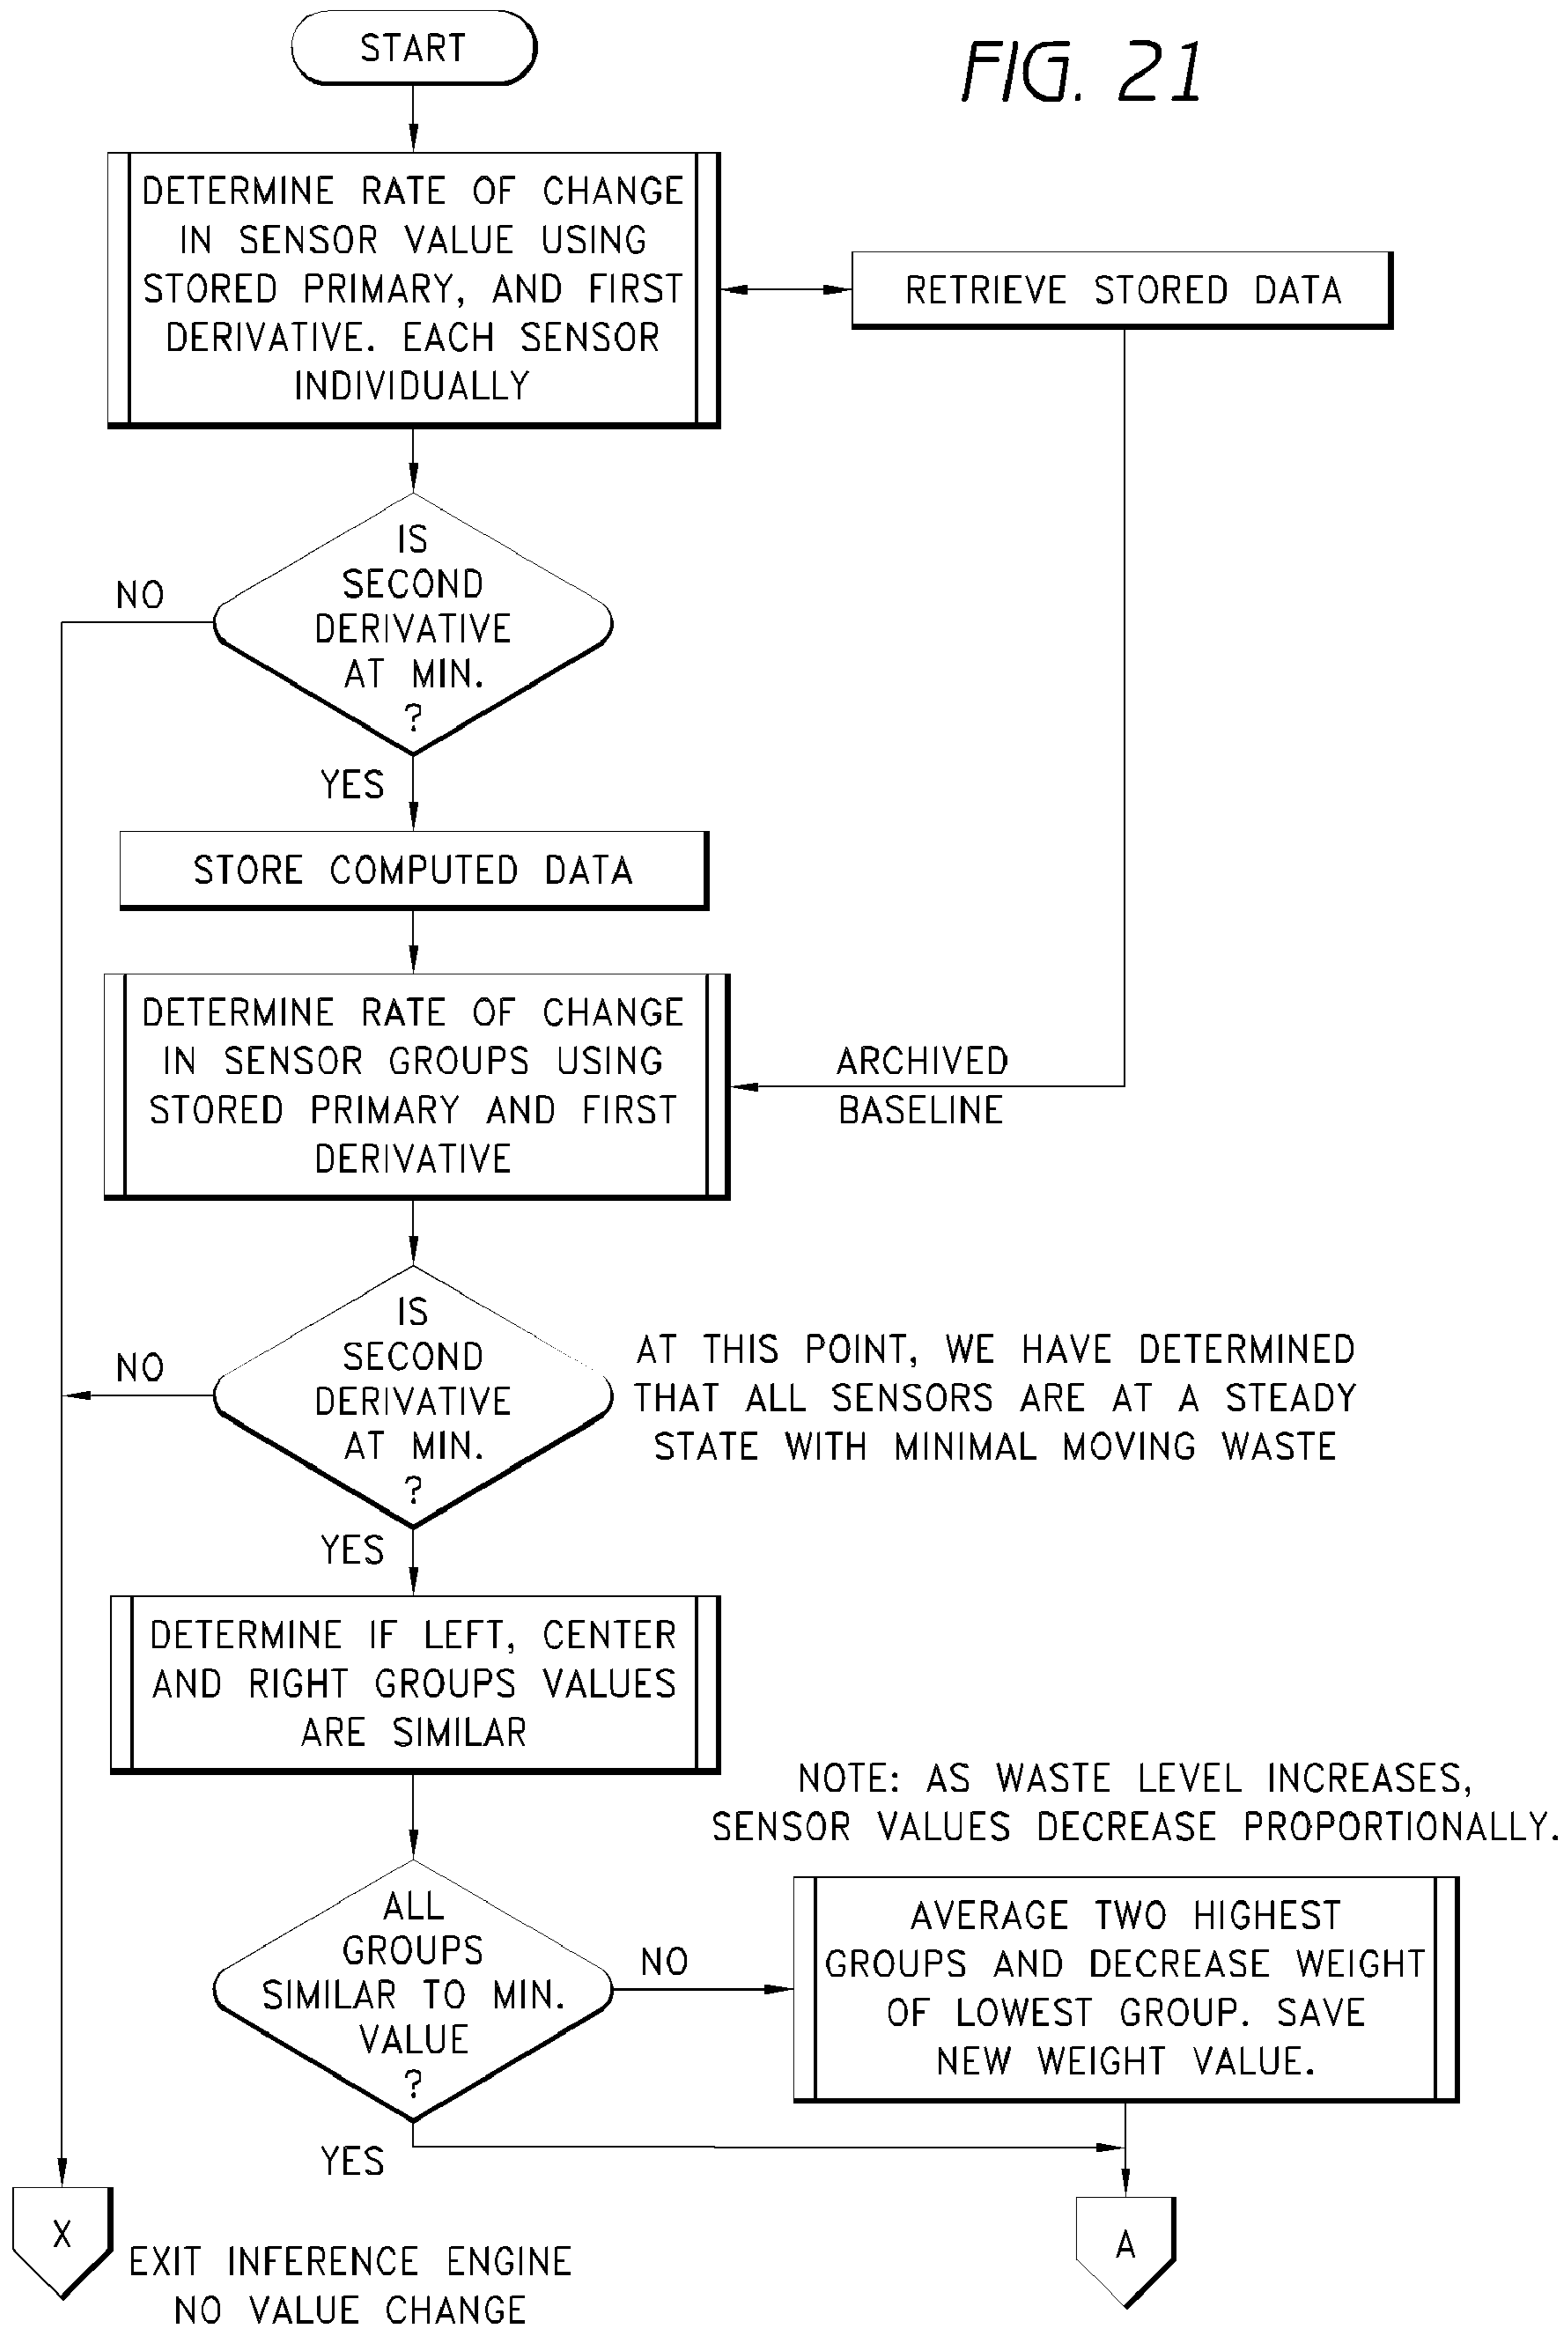 START
FIG. 21
DETERMINE RATE OF CHANGE
IN SENSOR VALUE USING
STORED PRIMARY, AND FIRST
DERIVATIVE. EACH SENSOR
INDIVIDUALLY
RETRIEVE STORED DATA
IS
SECOND
DERIVATIVE
AT MIN.
?
NO
YES
STORE COMPUTED DATA
DETERMINE RATE OF CHANGE
IN SENSOR GROUPS USING
STORED PRIMARY AND FIRST
DERIVATIVE
ARCHIVED
BASELINE
IS
SECOND
DERIVATIVE
AT MIN.
?
NO
AT THIS POINT, WE HAVE DETERMINED
THAT ALL SENSORS ARE AT A STEADY
STATE WITH MINIMAL MOVING WASTE
YES
DETERMINE IF LEFT, CENTER
AND RIGHT GROUPS VALUES
ARE SIMILAR
NOTE: AS WASTE LEVEL INCREASES,
SENSOR VALUES DECREASE PROPORTIONALLY.
ALL
GROUPS
SIMILAR TO MIN.
VALUE
?
NO
AVERAGE TWO HIGHEST
GROUPS AND DECREASE WEIGHT
OF LOWEST GROUP. SAVE
NEW WEIGHT VALUE.
YES
X
EXIT INFERENCE ENGINE
NO VALUE CHANGE
A